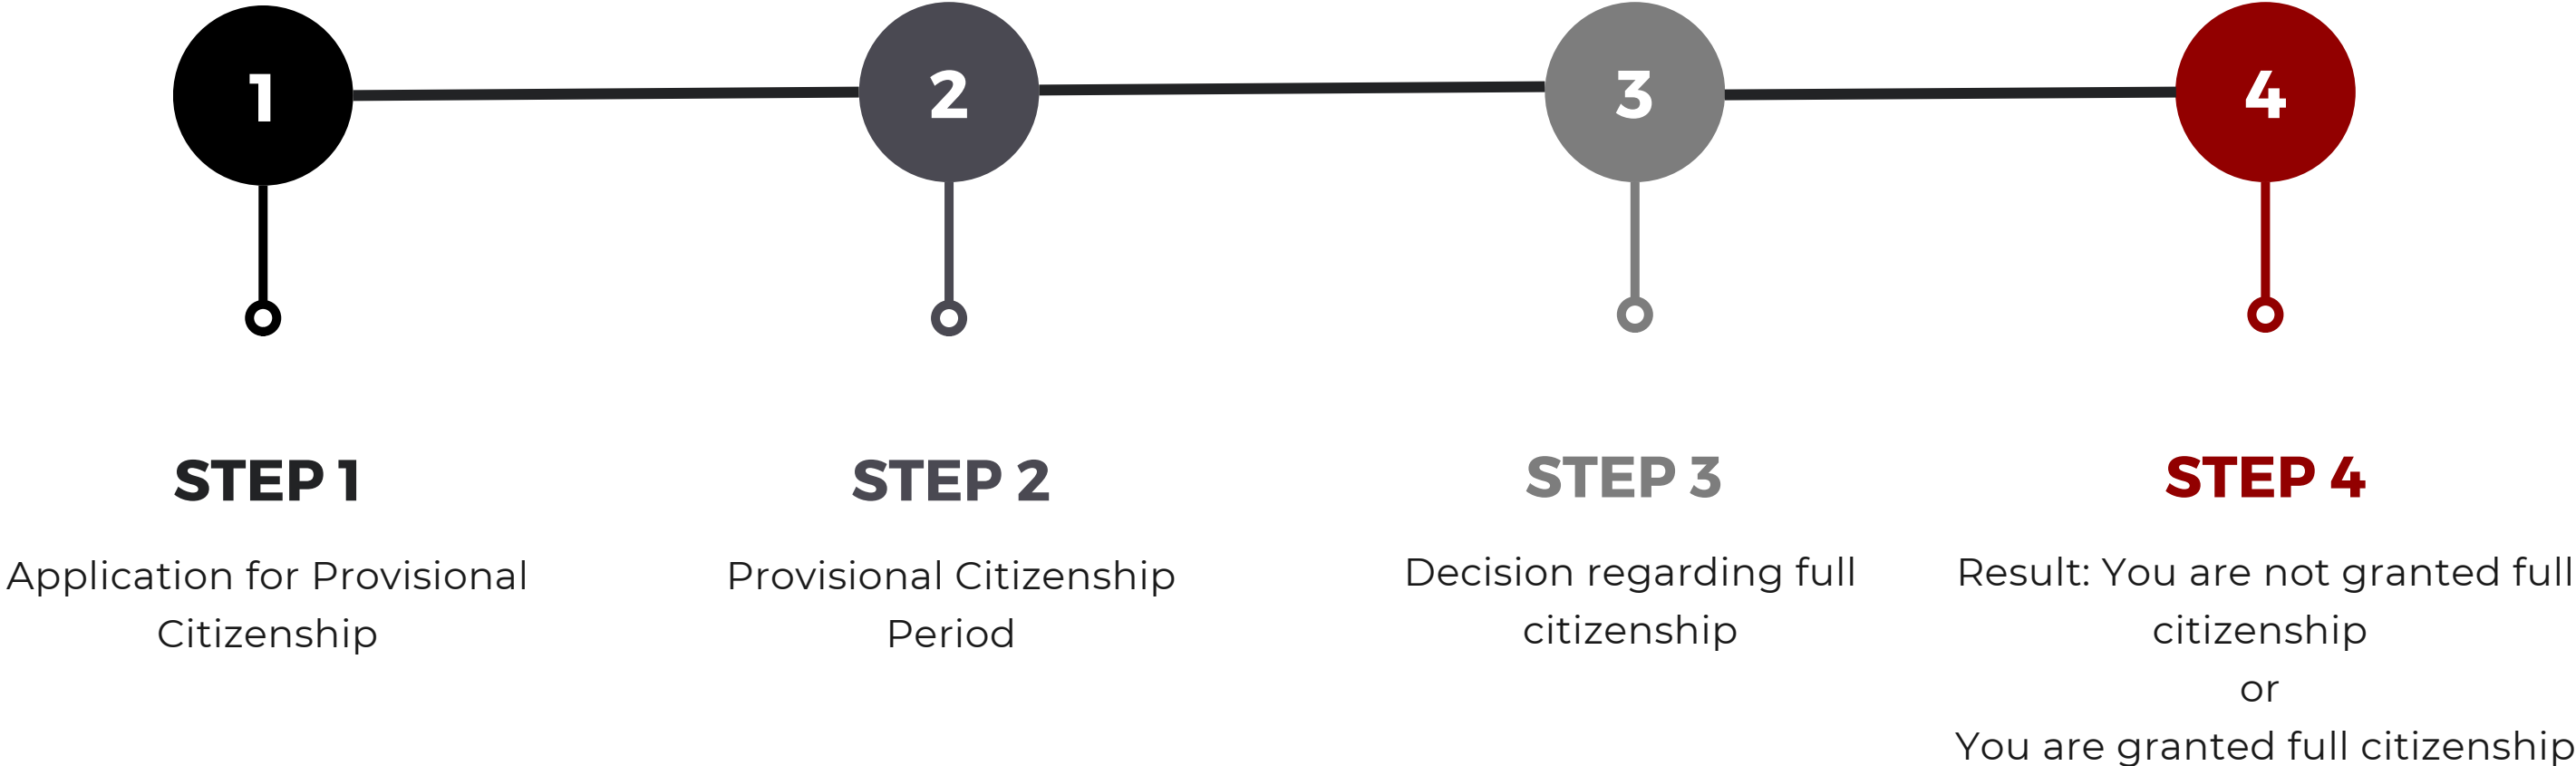 1
2
3
4
STEP 1
Application for Provisional
Citizenship
STEP 2
Provisional Citizenship
Period
STEP 3
Decision regarding full
citizenship
STEP 4
Result: You are not granted full
citizenship
or
You are granted full citizenship